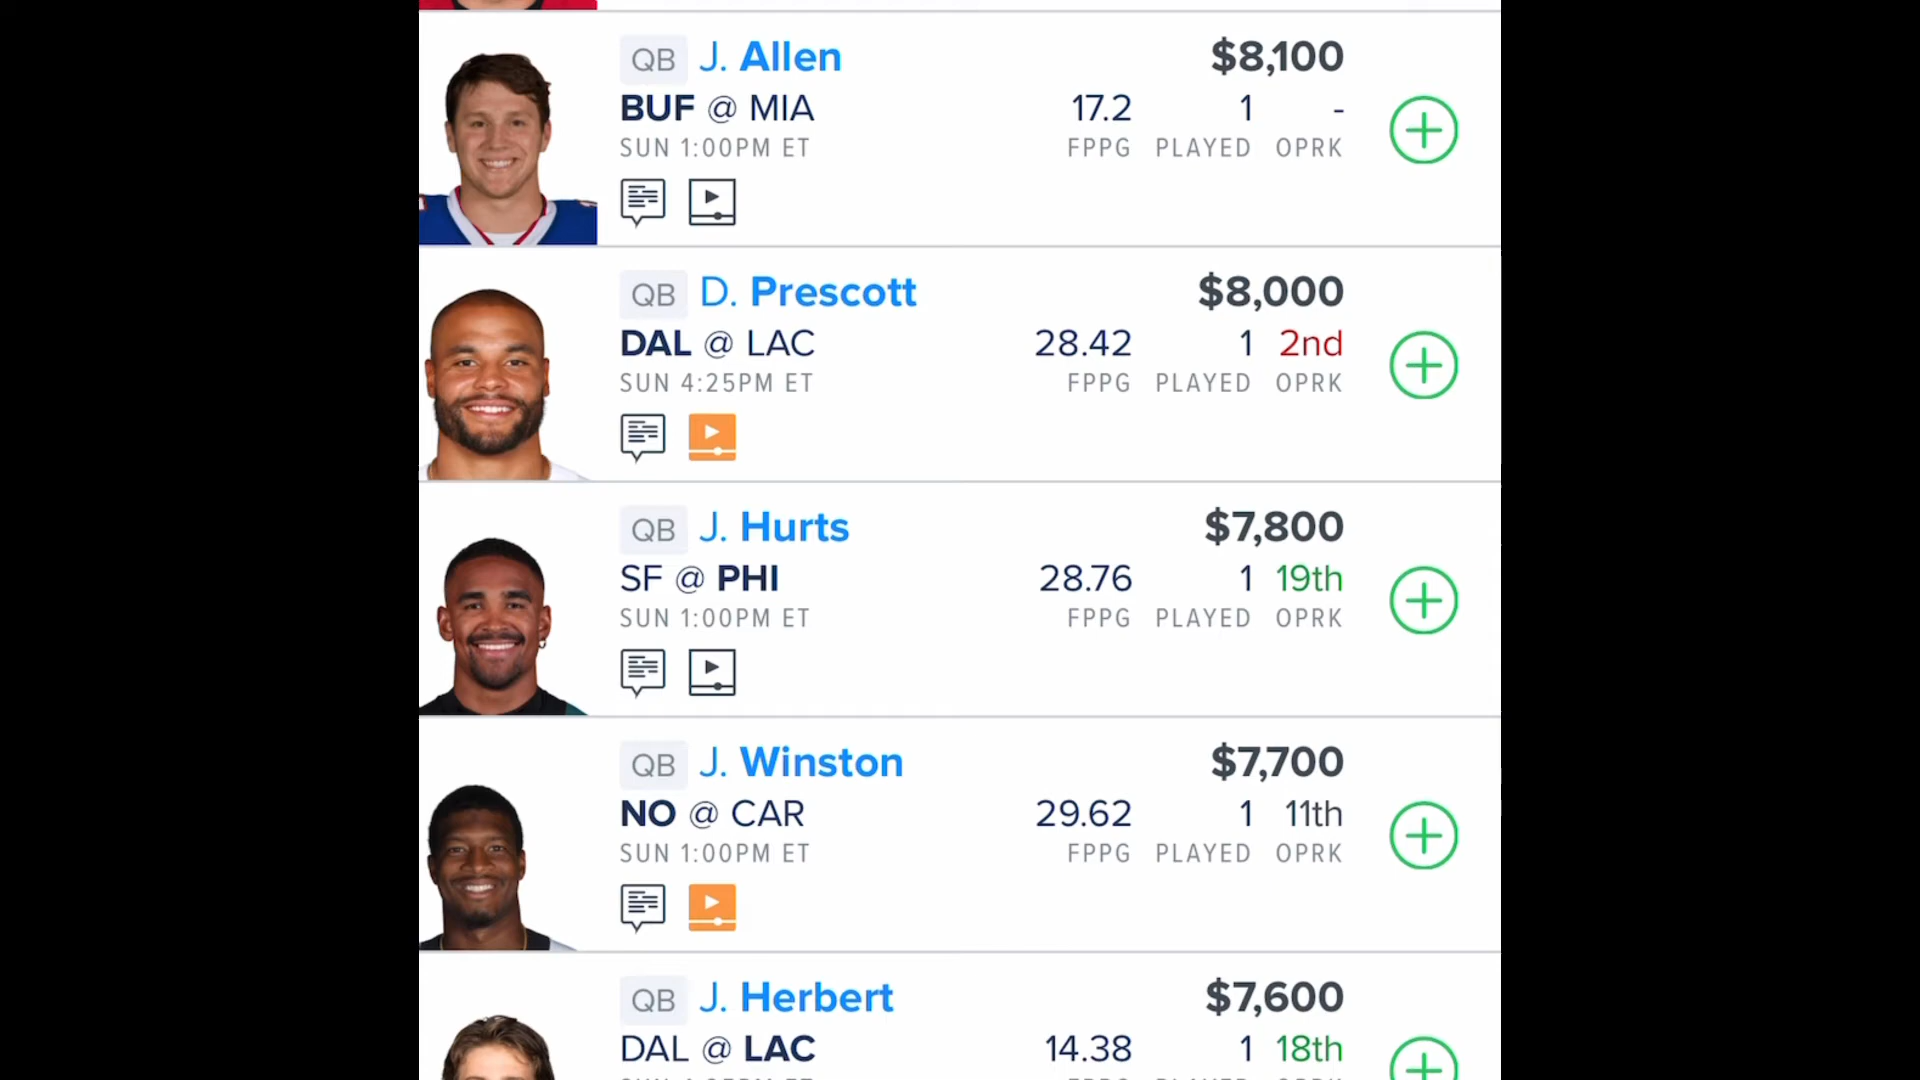 QB J. Allen $8,100
BUF @ MIA 17.2 1 -
SUN 1:00PM ET FPPG PLAYED OPRK
QB D. Prescott $8,000
DAL @ LAC 28.42 1 2nd
SUN 4:25PM ET FPPG PLAYED OPRK
QB J. Hurts $7,800
SF @ PHI 28.76 1 19th
SUN 1:00PM ET FPPG PLAYED OPRK
QB J. Winston $7,700
NO @ CAR 29.62 1 11th
SUN 1:00PM ET FPPG PLAYED OPRK
QB J. Herbert $7,600
DAL @ LAC 14.38 1 18th